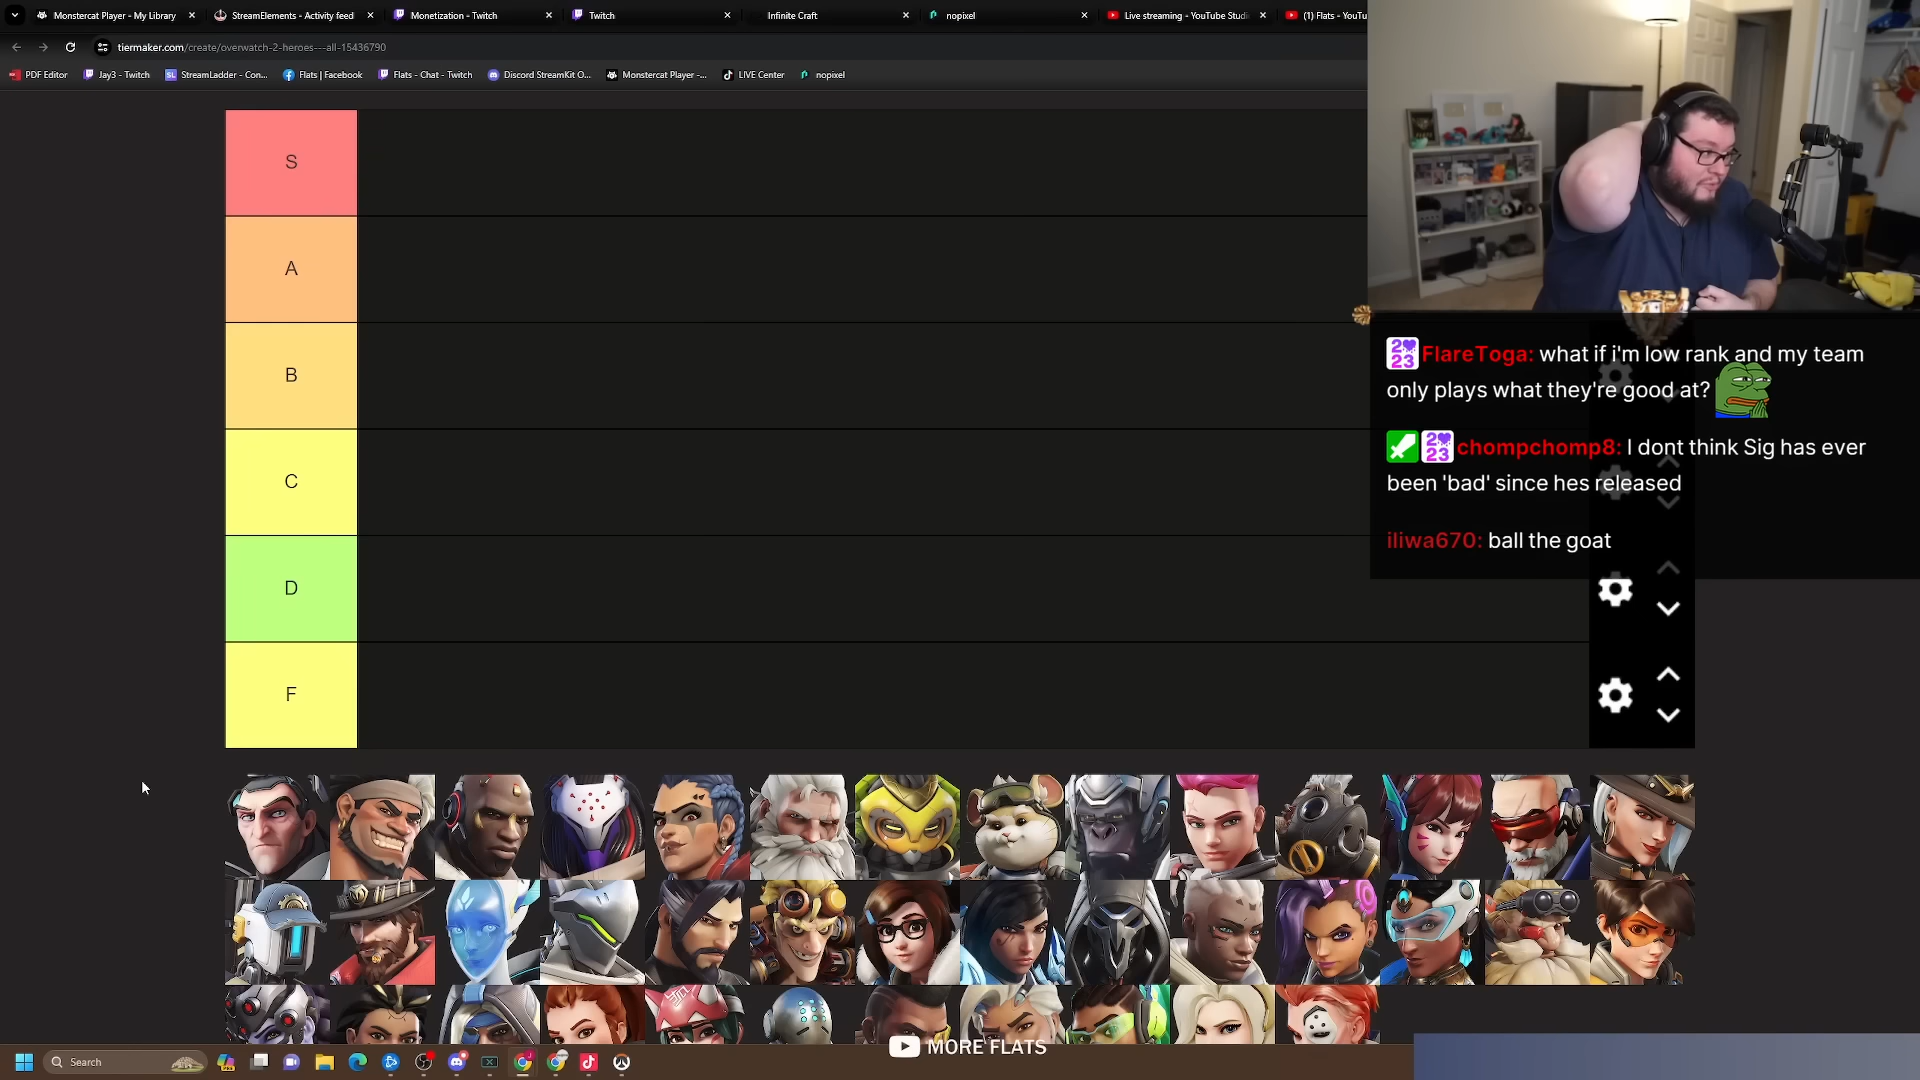 Monstercat Player - My Library
StreamElements - Activity feed
Monetization - Twitch
Twitch
Infinite Craft
nopixel
Live streaming - YouTube Studi
(1) Flats - YouTu
tiermaker.com/create/overwatch-2-heroes---all-15436790
PDF Editor
Jay3 - Twitch
StreamLadder - Con...
Flats | Facebook
Flats - Chat - Twitch
Discord StreamKit O...
Monstercat Player -...
LIVE Center
nopixel
S
A
B
C
D
F
FlareToga: what if i'm low rank and my team
only plays what they're good at?
chompchomp8: I dont think Sig has ever
been 'bad' since hes released
iliwa670: ball the goat
Search
MORE FLATS